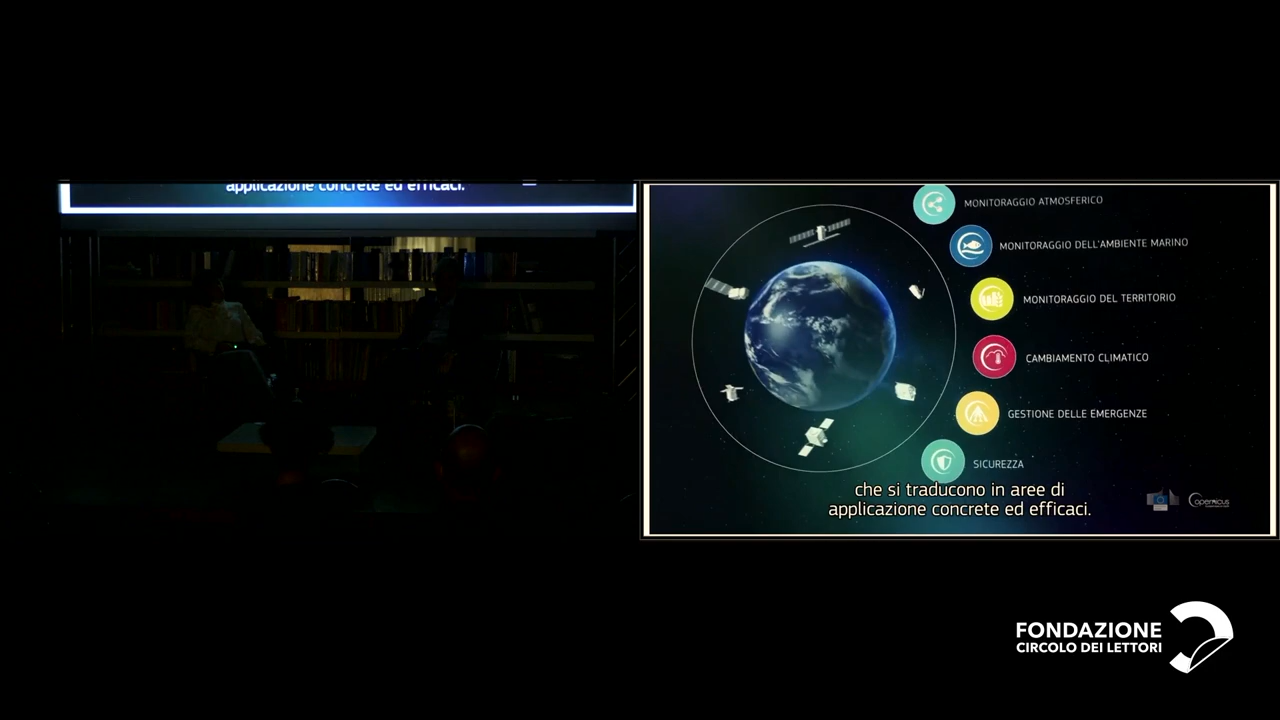 applicazione concrete ed efficaci.
MONITORAGGIO ATMOSFERICO
MONITORAGGIO DELL'AMBIENTE MARINO
MONITORAGGIO DEL TERRITORIO
CAMBIAMENTO CLIMATICO
GESTIONE DELLE EMERGENZE
SICUREZZA
che si traducono in aree di
applicazione concrete ed efficaci.
Copernicus
FONDAZIONE
CIRCOLO DEI LETTORI